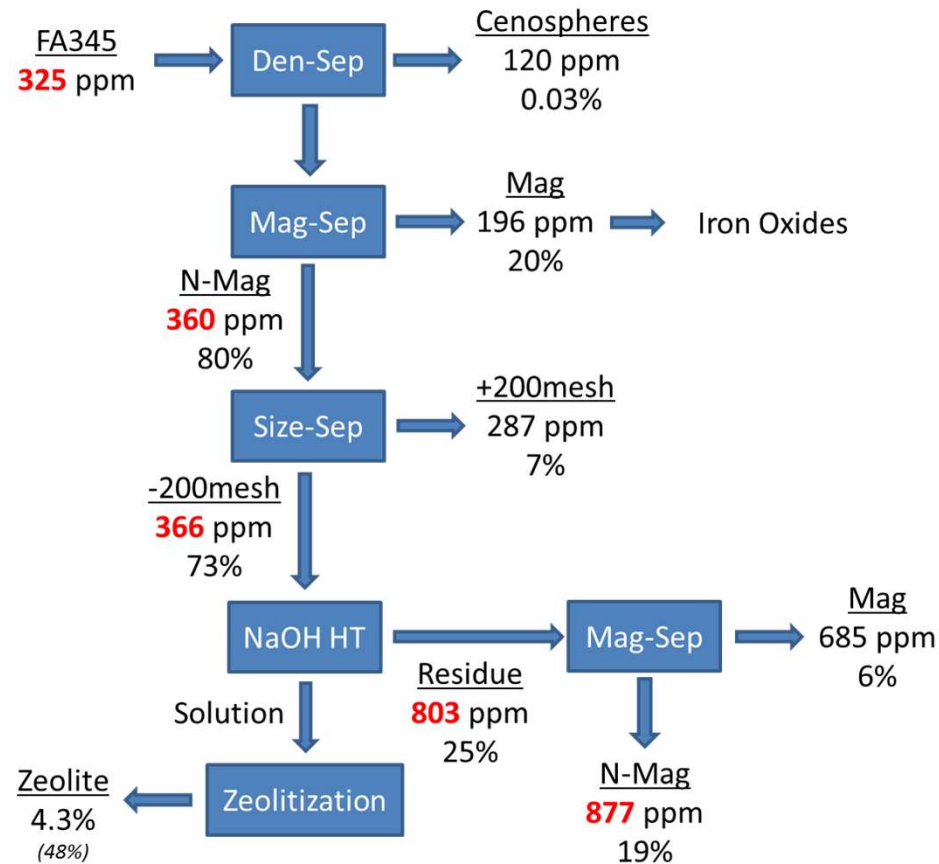 FA345
325 ppm
Den-Sep
Cenospheres
120 ppm
0.03%
Mag-Sep
Mag
196 ppm
20%
Iron Oxides
N-Mag
360 ppm
80%
Size-Sep
+200mesh
287 ppm
7%
-200mesh
366 ppm
73%
NaOH HT
Residue
803 ppm
25%
Mag-Sep
Mag
685 ppm
6%
Solution
N-Mag
877 ppm
19%
Zeolitization
Zeolite
4.3%
(48%)